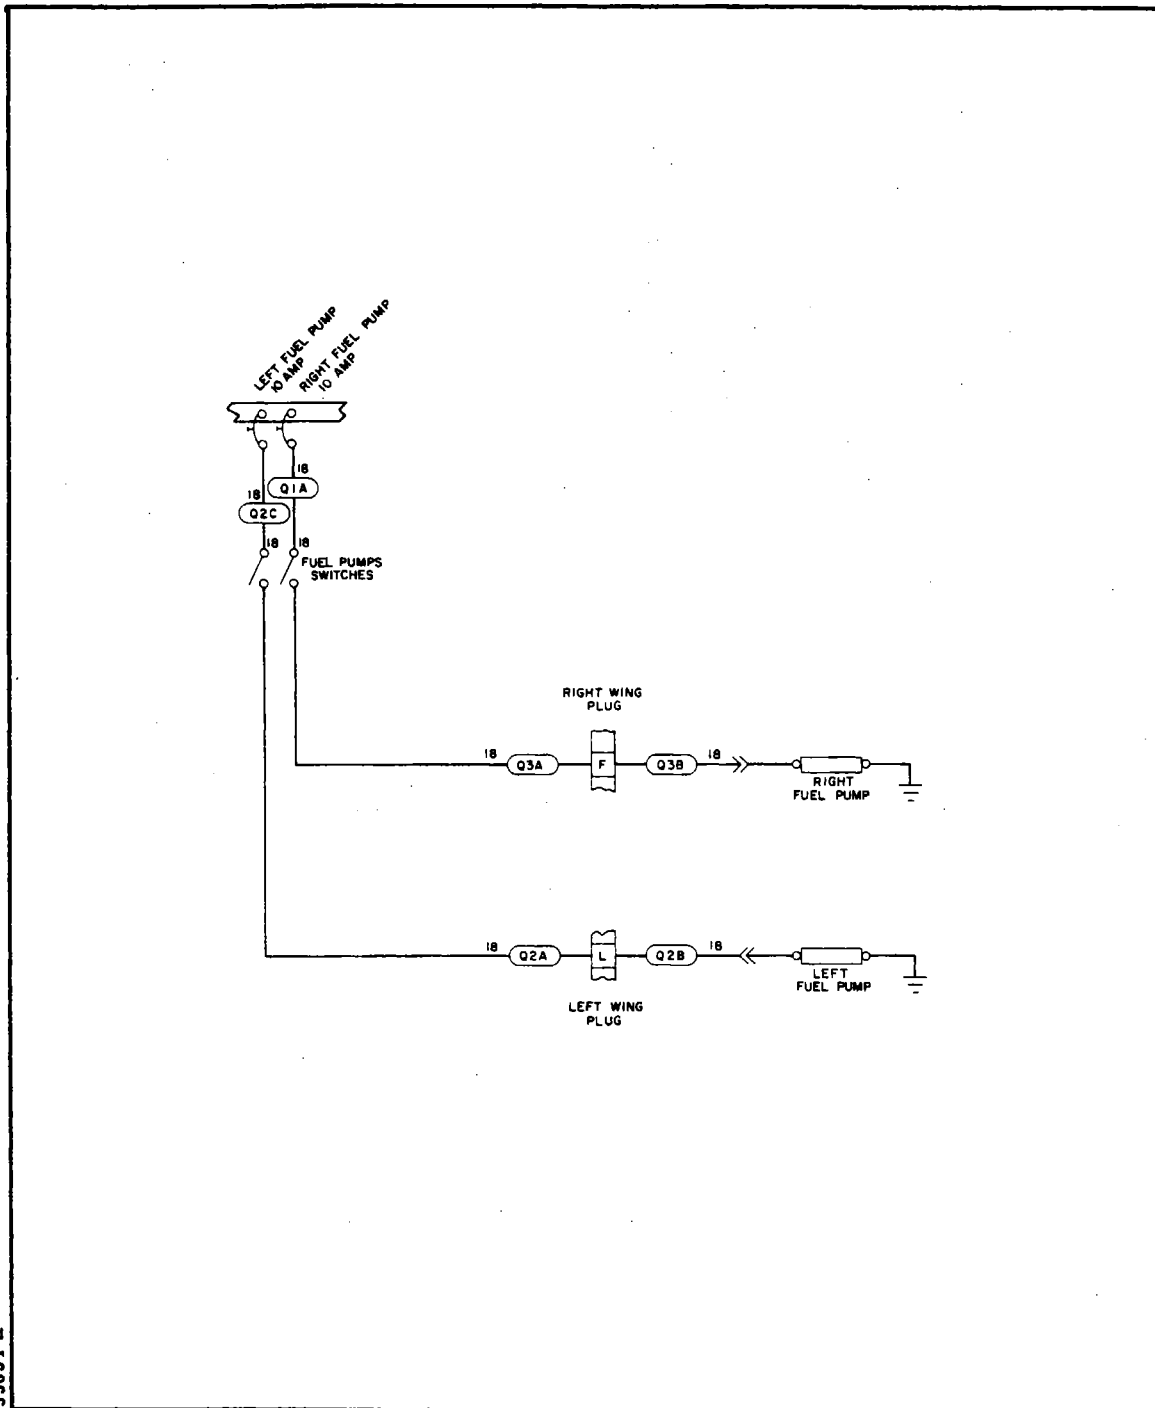 LEFT FUEL PUMP
10 AMP
RIGHT FUEL PUMP
10 AMP
18
Q1A
18
Q2C
18
18
FUEL PUMPS
SWITCHES
RIGHT WING
PLUG
18
Q3A
F
Q3B
18
RIGHT
FUEL PUMP
18
Q2A
L
Q2B
18
LEFT
FUEL PUMP
LEFT WING
PLUG